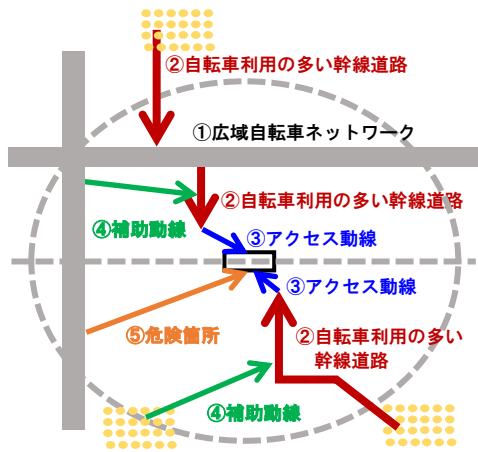 ②自転車利用の多い幹線道路
①広域自転車ネットワーク
②自転車利用の多い幹線道路
④補助動線
③アクセス動線
③アクセス動線
⑤危険箇所
②自転車利用の多い
幹線道路
④補助動線